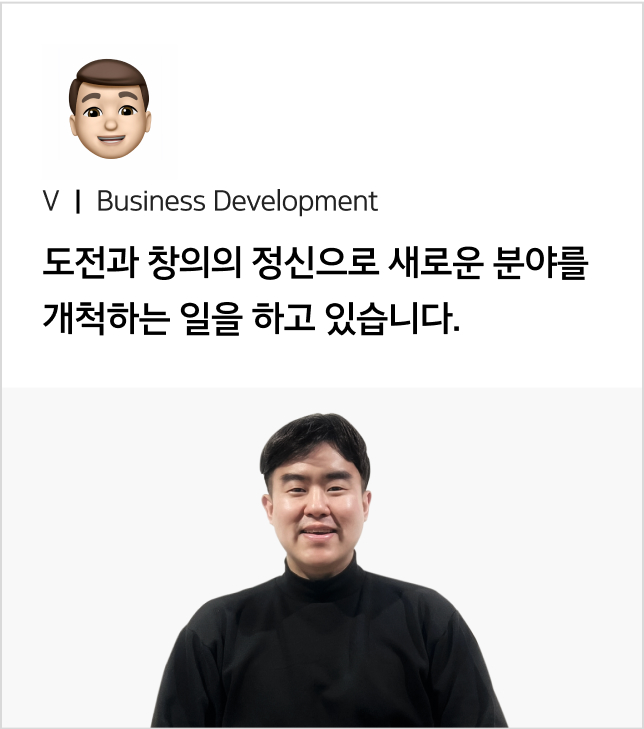 V | Business Development
도전과 창의의 정신으로 새로운 분야를
개척하는 일을 하고 있습니다.